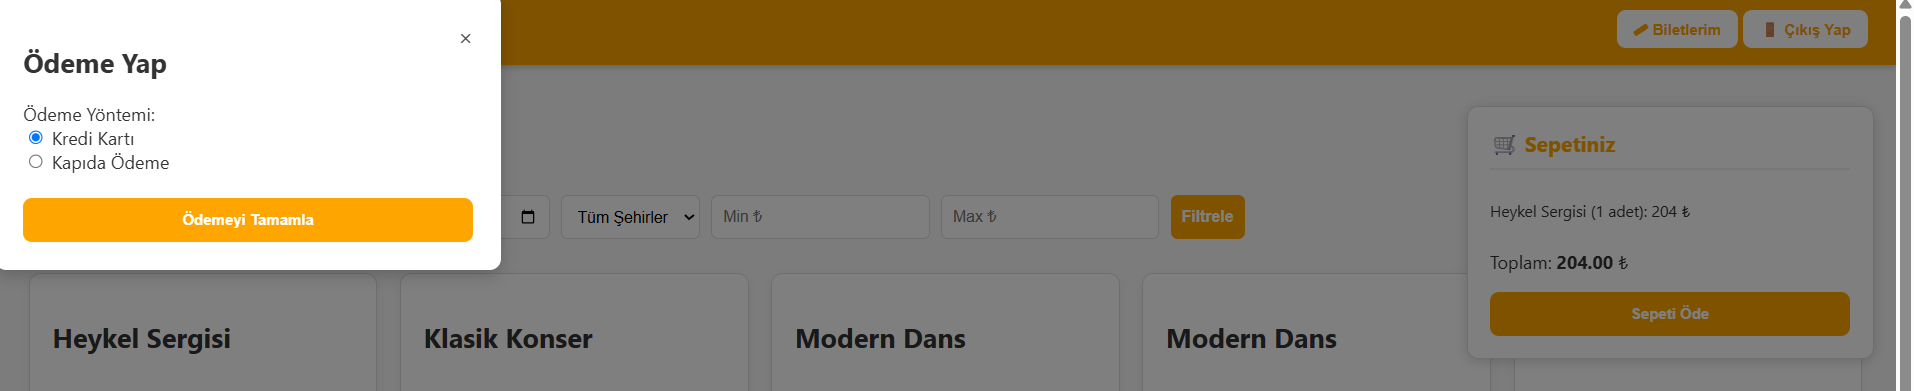 ×
Ödeme Yap
Ödeme Yöntemi:
Kredi Kartı
Kapıda Ödeme
Ödemeyi Tamamla
Biletlerim
Çıkış Yap
Sepetiniz
Heykel Sergisi (1 adet): 204 ₺
Toplam: 204.00 ₺
Sepeti Öde
Tüm Şehirler
Min ₺
Max ₺
Filtrele
Heykel Sergisi
Klasik Konser
Modern Dans
Modern Dans